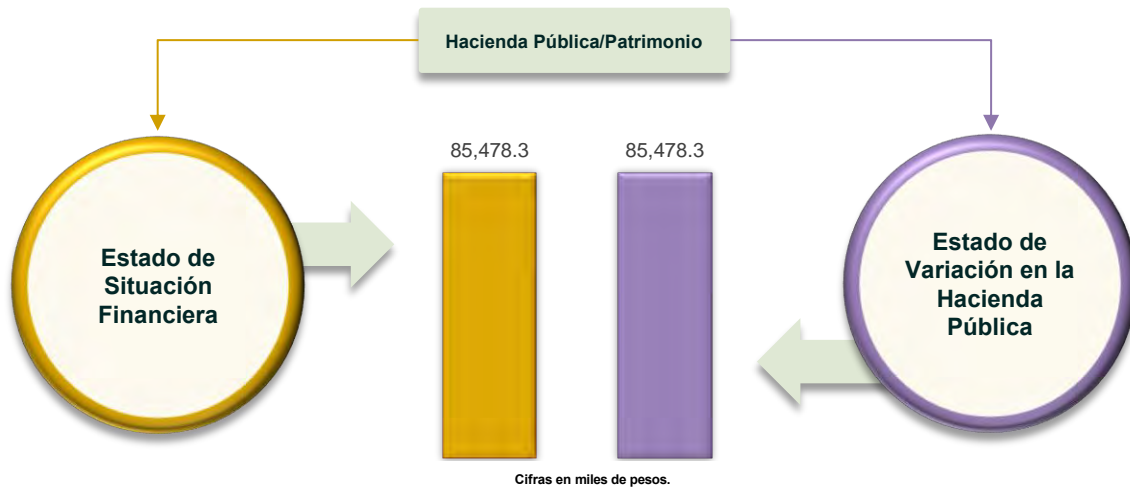 Hacienda Pública/Patrimonio
85,478.3
85,478.3
Estado de
Situación
Financiera
Estado de
Variación en la
Hacienda
Pública
Cifras en miles de pesos.